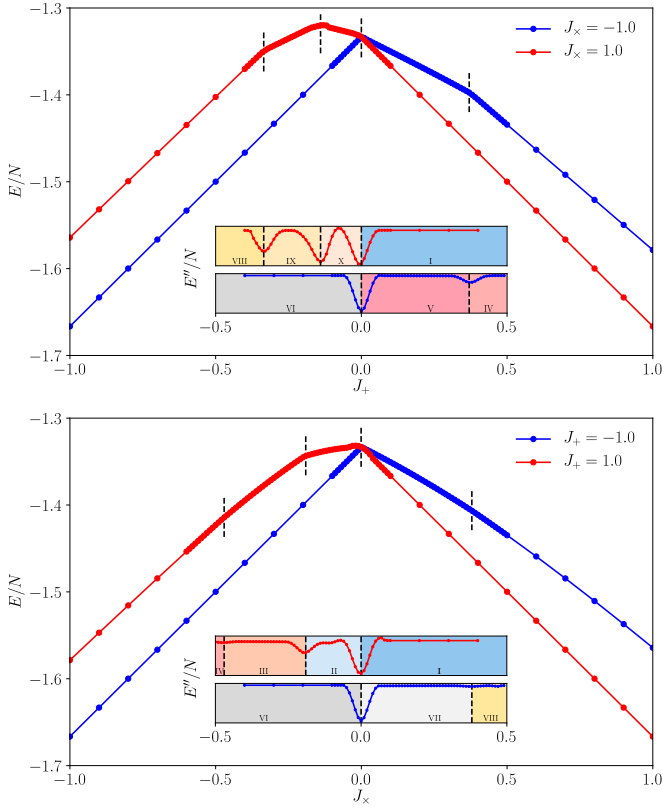 −1.3
−1.4
−1.5
−1.6
−1.7
E/N
J× = −1.0
J× = 1.0
E''/N
VIII IX X I
VI V IV
−0.5 0.0 0.5
−1.0 −0.5 0.0 0.5 1.0
J+
−1.3
−1.4
−1.5
−1.6
−1.7
E/N
J+ = −1.0
J+ = 1.0
E''/N
IV III II I
VI VII VIII
−0.5 0.0 0.5
−1.0 −0.5 0.0 0.5 1.0
J×